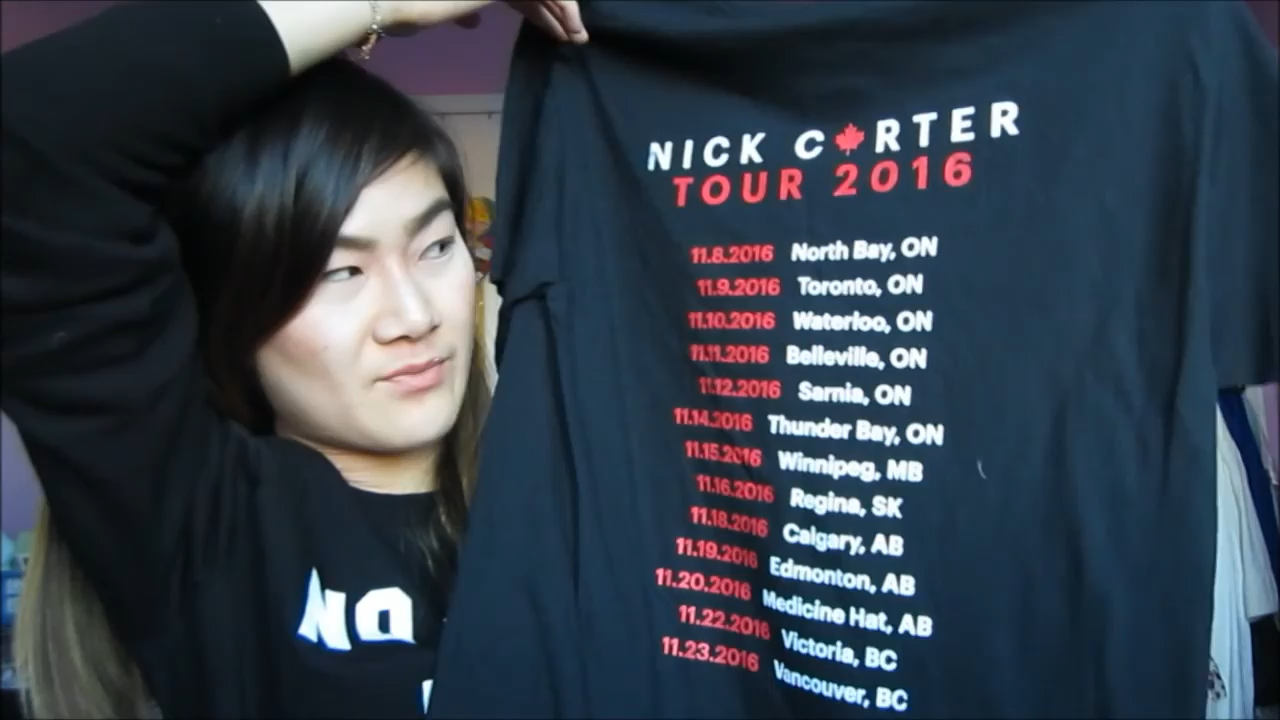 NICK CRTER
TOUR 2016
11.8.2016 North Bay, ON
11.9.2016 Toronto, ON
11.10.2016 Waterloo, ON
11.11.2016 Belleville, ON
11.12.2016 Sarnia, ON
11.14.2016 Thunder Bay, ON
11.15.2016 Winnipeg, MB
11.16.2016 Regina, SK
11.18.2016 Calgary, AB
11.19.2016 Edmonton, AB
11.20.2016 Medicine Hat, AB
11.22.2016 Victoria, BC
11.23.2016 Vancouver, BC
NO